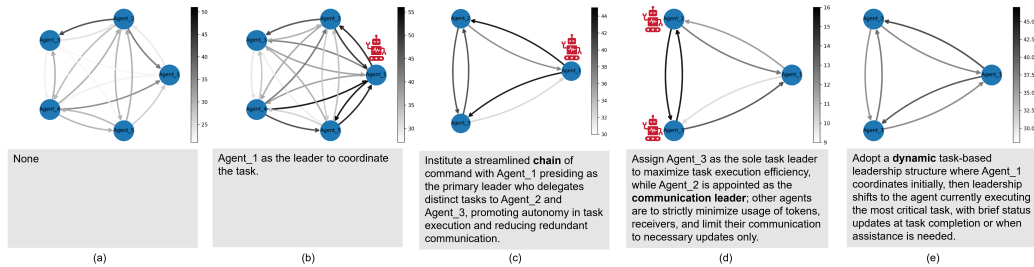 Agent_2
Agent_3
Agent_1
Agent_4
Agent_5
50
45
40
35
30
25
None
(a)
Agent_2
Agent_3
Agent_1
Agent_4
Agent_5
55
50
45
40
35
30
Agent_1 as the leader to coordinate
the task.
(b)
Agent_2
Agent_1
Agent_3
44
42
40
38
36
34
32
30
Institute a streamlined chain of
command with Agent_1 presiding as
the primary leader who delegates
distinct tasks to Agent_2 and
Agent_3, promoting autonomy in task
execution and reducing redundant
communication.
(c)
Agent_2
Agent_1
Agent_3
16
15
14
13
12
11
10
9
Assign Agent_3 as the sole task leader
to maximize task execution efficiency,
while Agent_2 is appointed as the
communication leader; other agents
are to strictly minimize usage of tokens,
receivers, and limit their communication
to necessary updates only.
(d)
Agent_2
Agent_1
Agent_3
45.0
42.5
40.0
37.5
35.0
32.5
30.0
27.5
Adopt a dynamic task-based
leadership structure where Agent_1
coordinates initially, then leadership
shifts to the agent currently executing
the most critical task, with brief status
updates at task completion or when
assistance is needed.
(e)